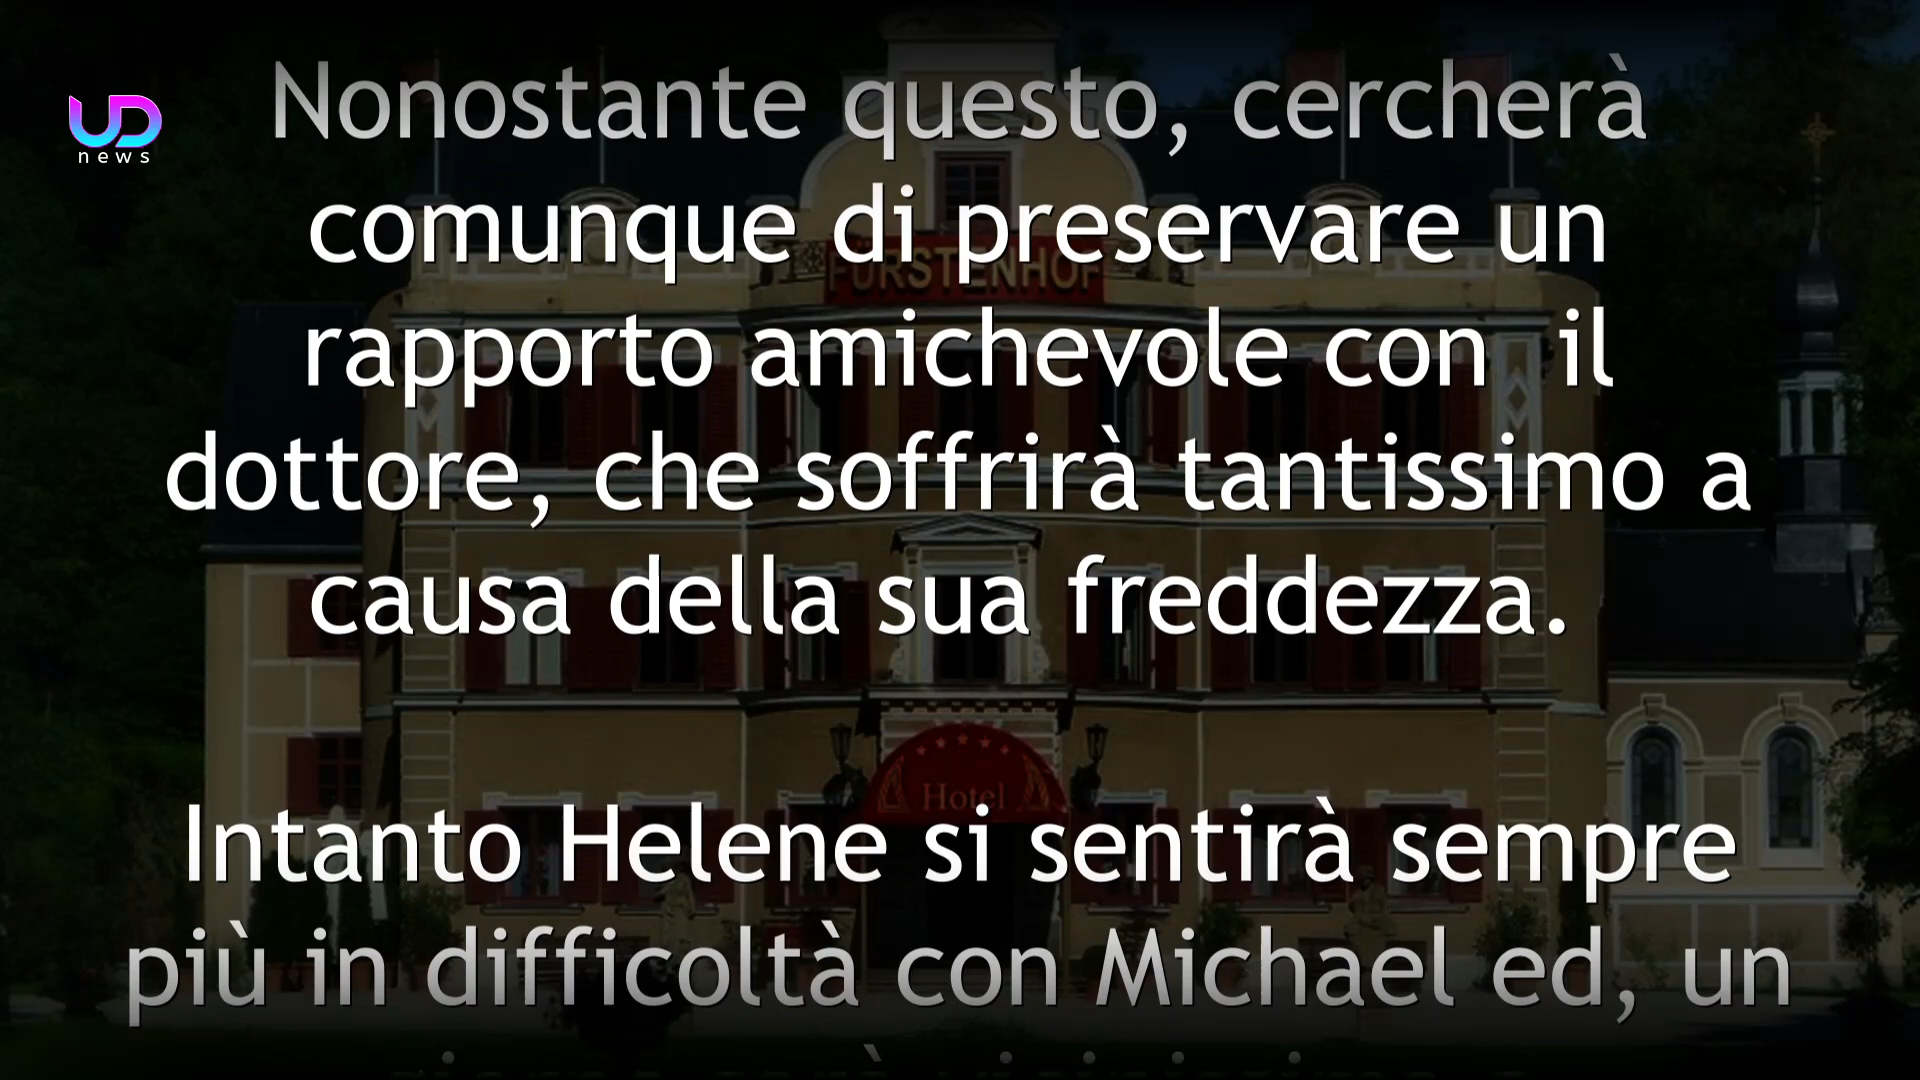 UD
news
Nonostante questo, cercherà
comunque di preservare un
FÜRSTENHOF
rapporto amichevole con il
dottore, che soffrirà tantissimo a
causa della sua freddezza.
Hotel
Intanto Helene si sentirà sempre
più in difficoltà con Michael ed, un